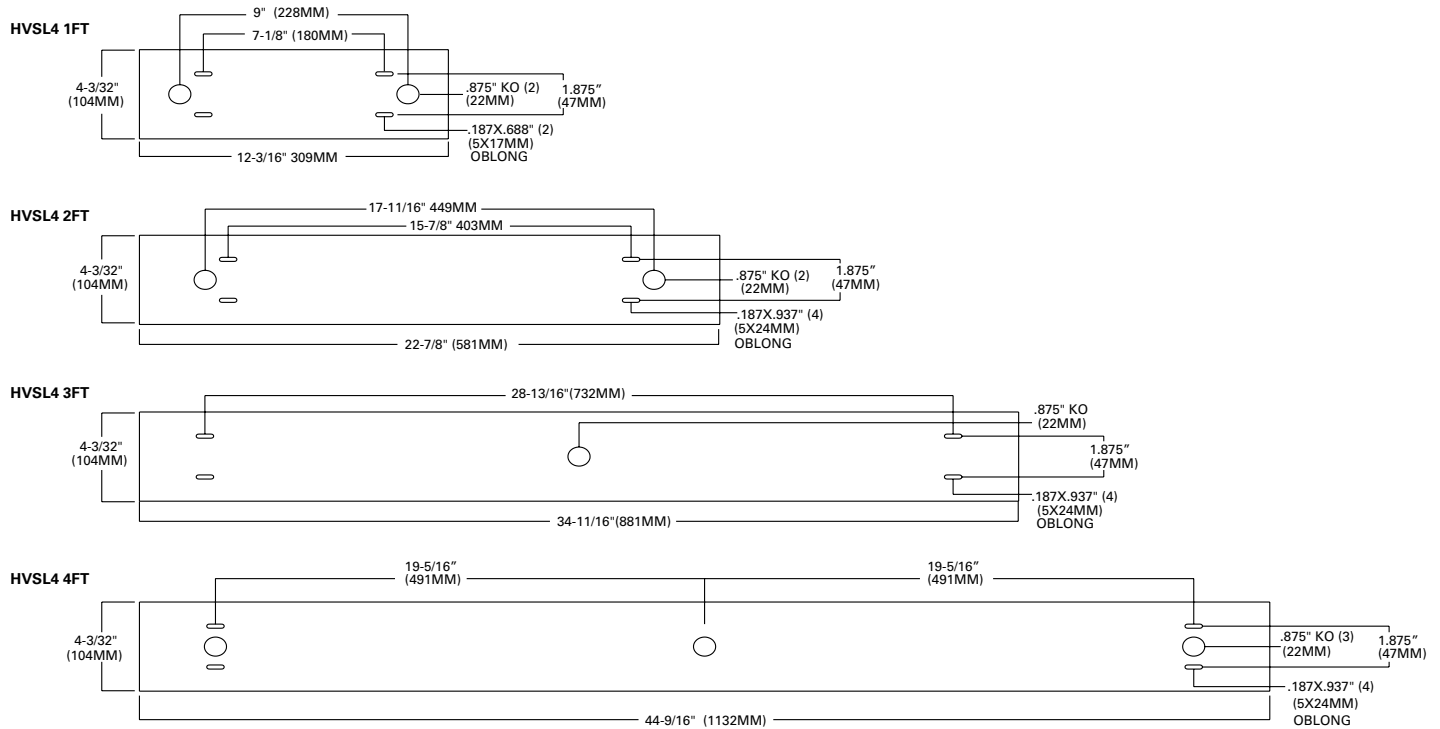 HVSL4 1FT
9" (228MM)
7-1/8" (180MM)
4-3/32"
(104MM)
.875" KO (2)
(22MM)
1.875″
(47MM)
.187X.688" (2)
(5X17MM)
OBLONG
12-3/16" 309MM
HVSL4 2FT
17-11/16" 449MM
15-7/8" 403MM
4-3/32"
(104MM)
.875" KO (2)
(22MM)
1.875″
(47MM)
.187X.937" (4)
(5X24MM)
OBLONG
22-7/8" (581MM)
HVSL4 3FT
28-13/16"(732MM)
.875" KO
(22MM)
4-3/32"
(104MM)
1.875″
(47MM)
.187X.937" (4)
(5X24MM)
OBLONG
34-11/16"(881MM)
HVSL4 4FT
19-5/16″
(491MM)
19-5/16″
(491MM)
4-3/32"
(104MM)
.875" KO (3)
(22MM)
1.875″
(47MM)
.187X.937" (4)
(5X24MM)
OBLONG
44-9/16" (1132MM)